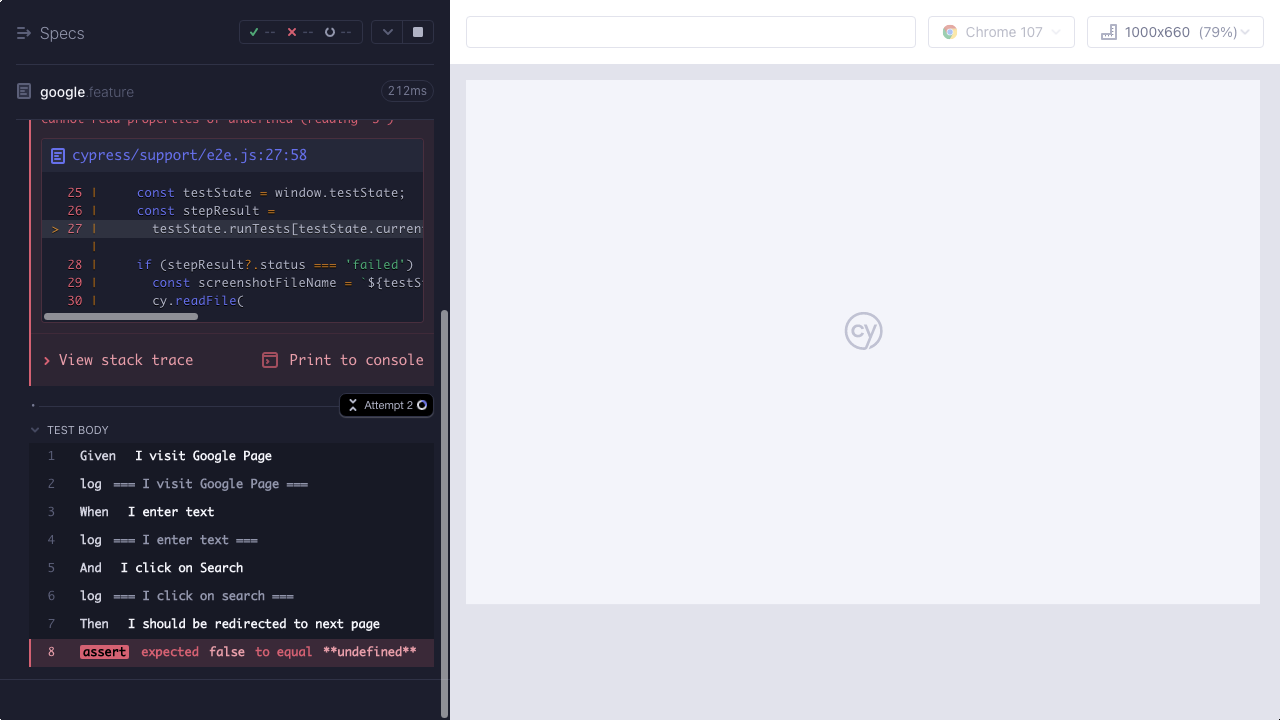 Specs
-- -- --
Chrome 107
1000x660 (79%)
google.feature
212ms
Cannot read properties of undefined (reading '5')
cypress/support/e2e.js:27:58
25 | const testState = window.testState;
26 | const stepResult =
> 27 | testState.runTests[testState.curren
|
28 | if (stepResult?.status === 'failed')
29 | const screenshotFileName = `${testS
30 | cy.readFile(
View stack trace
Print to console
Attempt 2
TEST BODY
1 Given I visit Google Page
2 log === I visit Google Page ===
3 When I enter text
4 log === I enter text ===
5 And I click on Search
6 log === I click on search ===
7 Then I should be redirected to next page
8 assert expected false to equal **undefined**
cy